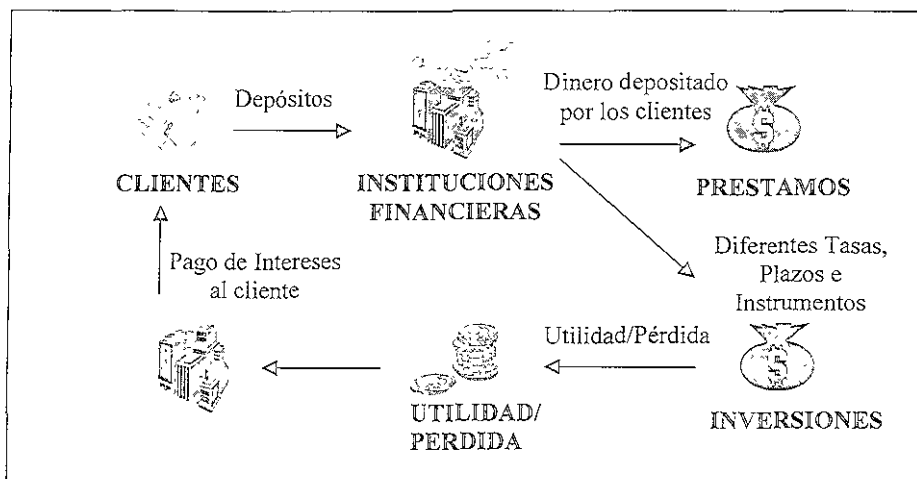 Depósitos
Dinero depositado
por los clientes
CLIENTES
INSTITUCIONES
FINANCIERAS
PRESTAMOS
Pago de Intereses
al cliente
Diferentes Tasas,
Plazos e
Instrumentos
Utilidad/Pérdida
UTILIDAD/
PERDIDA
INVERSIONES
$
$